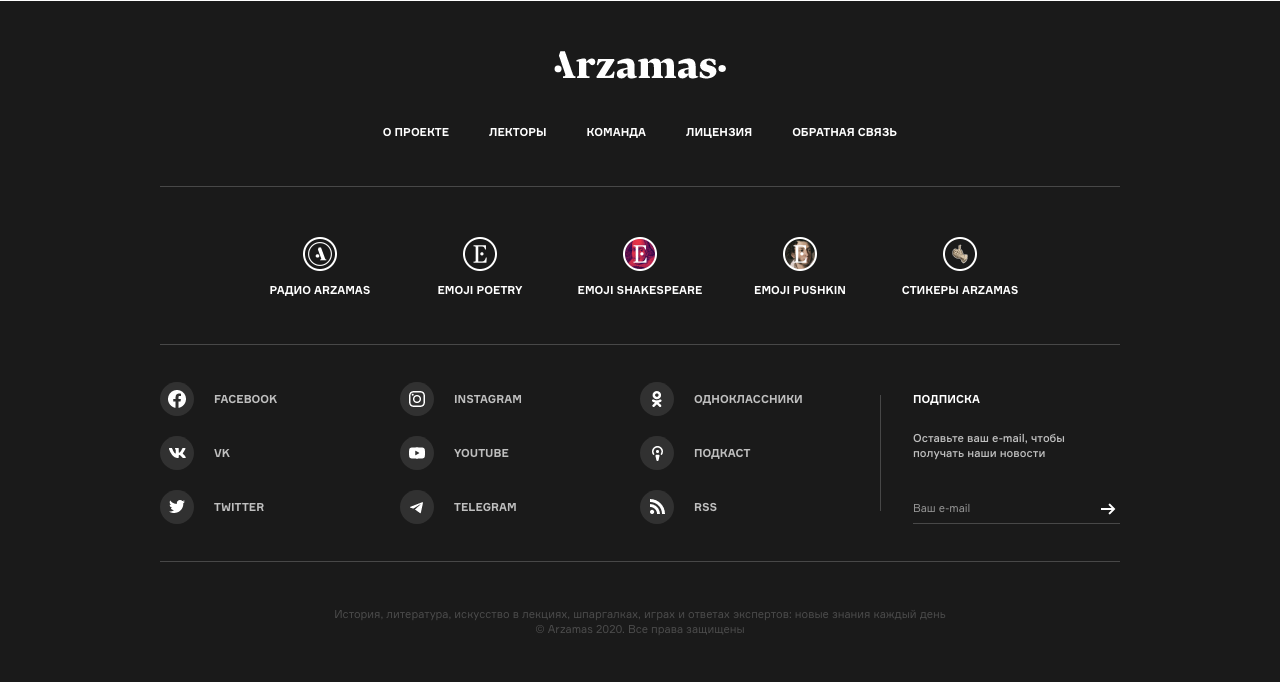 Arzamas
О ПРОЕКТЕ ЛЕКТОРЫ КОМАНДА ЛИЦЕНЗИЯ ОБРАТНАЯ СВЯЗЬ
РАДИО ARZAMAS EMOJI POETRY EMOJI SHAKESPEARE EMOJI PUSHKIN СТИКЕРЫ ARZAMAS
FACEBOOK INSTAGRAM ОДНОКЛАССНИКИ
VK YOUTUBE ПОДКАСТ
TWITTER TELEGRAM RSS
ПОДПИСКА
Оставьте ваш e-mail, чтобы
получать наши новости
Ваш e-mail
История, литература, искусство в лекциях, шпаргалках, играх и ответах экспертов: новые знания каждый день
© Arzamas 2020. Все права защищены